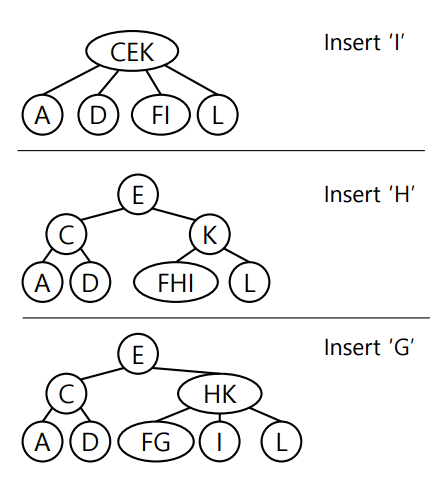 CEK Insert ‘I’
A D FI L
E Insert ‘H’
C K
A D FHI L
E Insert ‘G’
C HK
A D FG I L